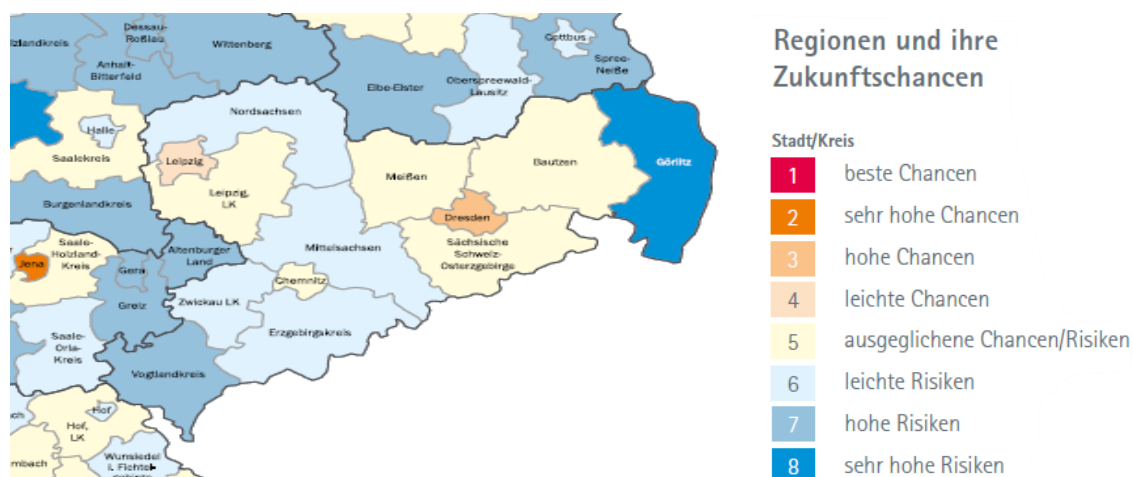 Dessau-
Roßlau
Wittenberg
Cottbus
zlandkreis
Anhalt-
Bitterfeld
Spree-
Neiße
Elbe-Elster
Oberspreewald-
Lausitz
Nordsachsen
Halle
Saalekreis
Leipzig
Bautzen
Görlitz
Meißen
Leipzig,
LK
Burgenlandkreis
Dresden
Saale-
Holzland-
Kreis
Altenburger
Land
Mittelsachsen
Sächsische
Schweiz-
Osterzgebirge
Jena
Gera
Chemnitz
Greiz
Zwickau LK
Erzgebirgskreis
Saale-
Orla-
Kreis
Vogtlandkreis
ch
Hof
Hof,
LK
mbach
Wunsiedel
i. Fichtel-
gebirge
Regionen und ihre
Zukunftschancen
Stadt/Kreis
1 beste Chancen
2 sehr hohe Chancen
3 hohe Chancen
4 leichte Chancen
5 ausgeglichene Chancen/Risiken
6 leichte Risiken
7 hohe Risiken
8 sehr hohe Risiken